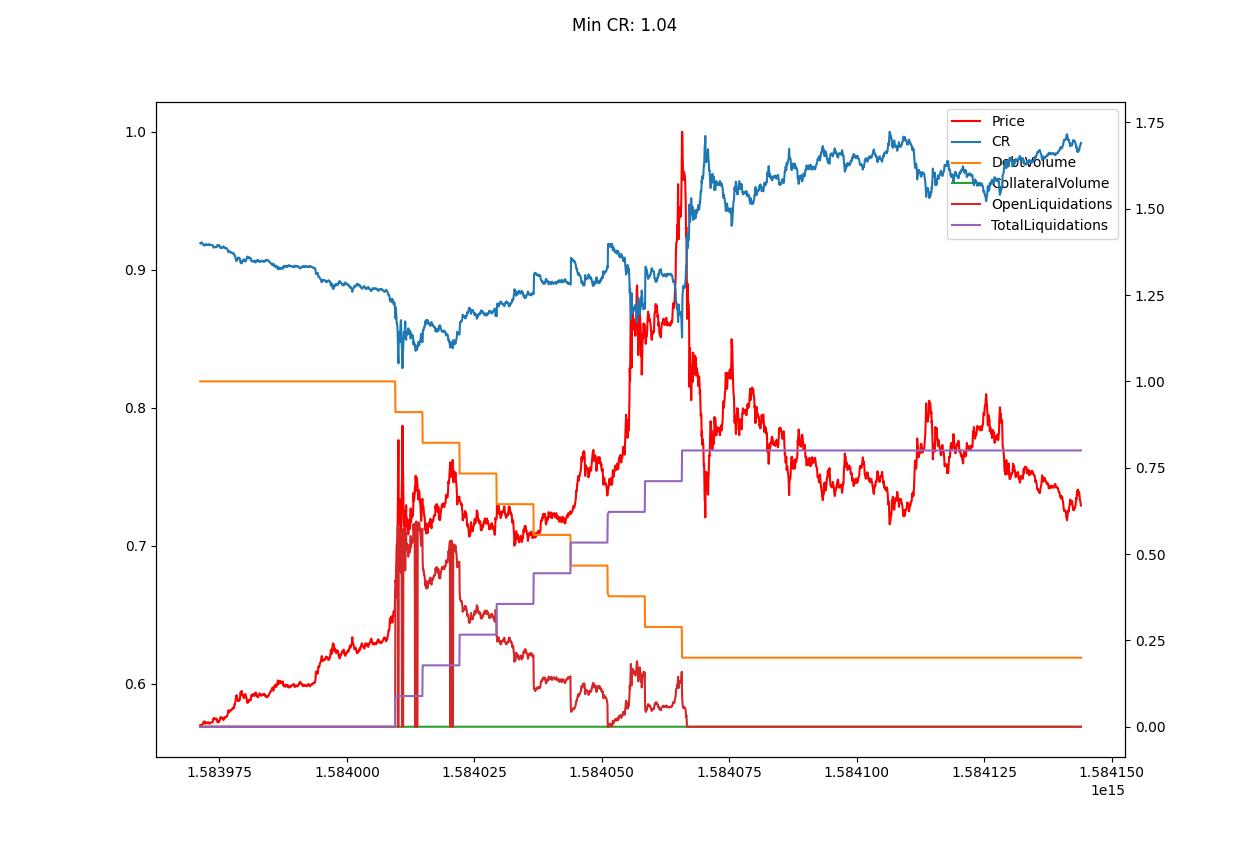 Min CR: 1.04
Price
CR
DebtVolume
CollateralVolume
OpenLiquidations
TotalLiquidations
1.0
0.9
0.8
0.7
0.6
1.75
1.50
1.25
1.00
0.75
0.50
0.25
0.00
1.583975 1.584000 1.584025 1.584050 1.584075 1.584100 1.584125 1.584150
1e15